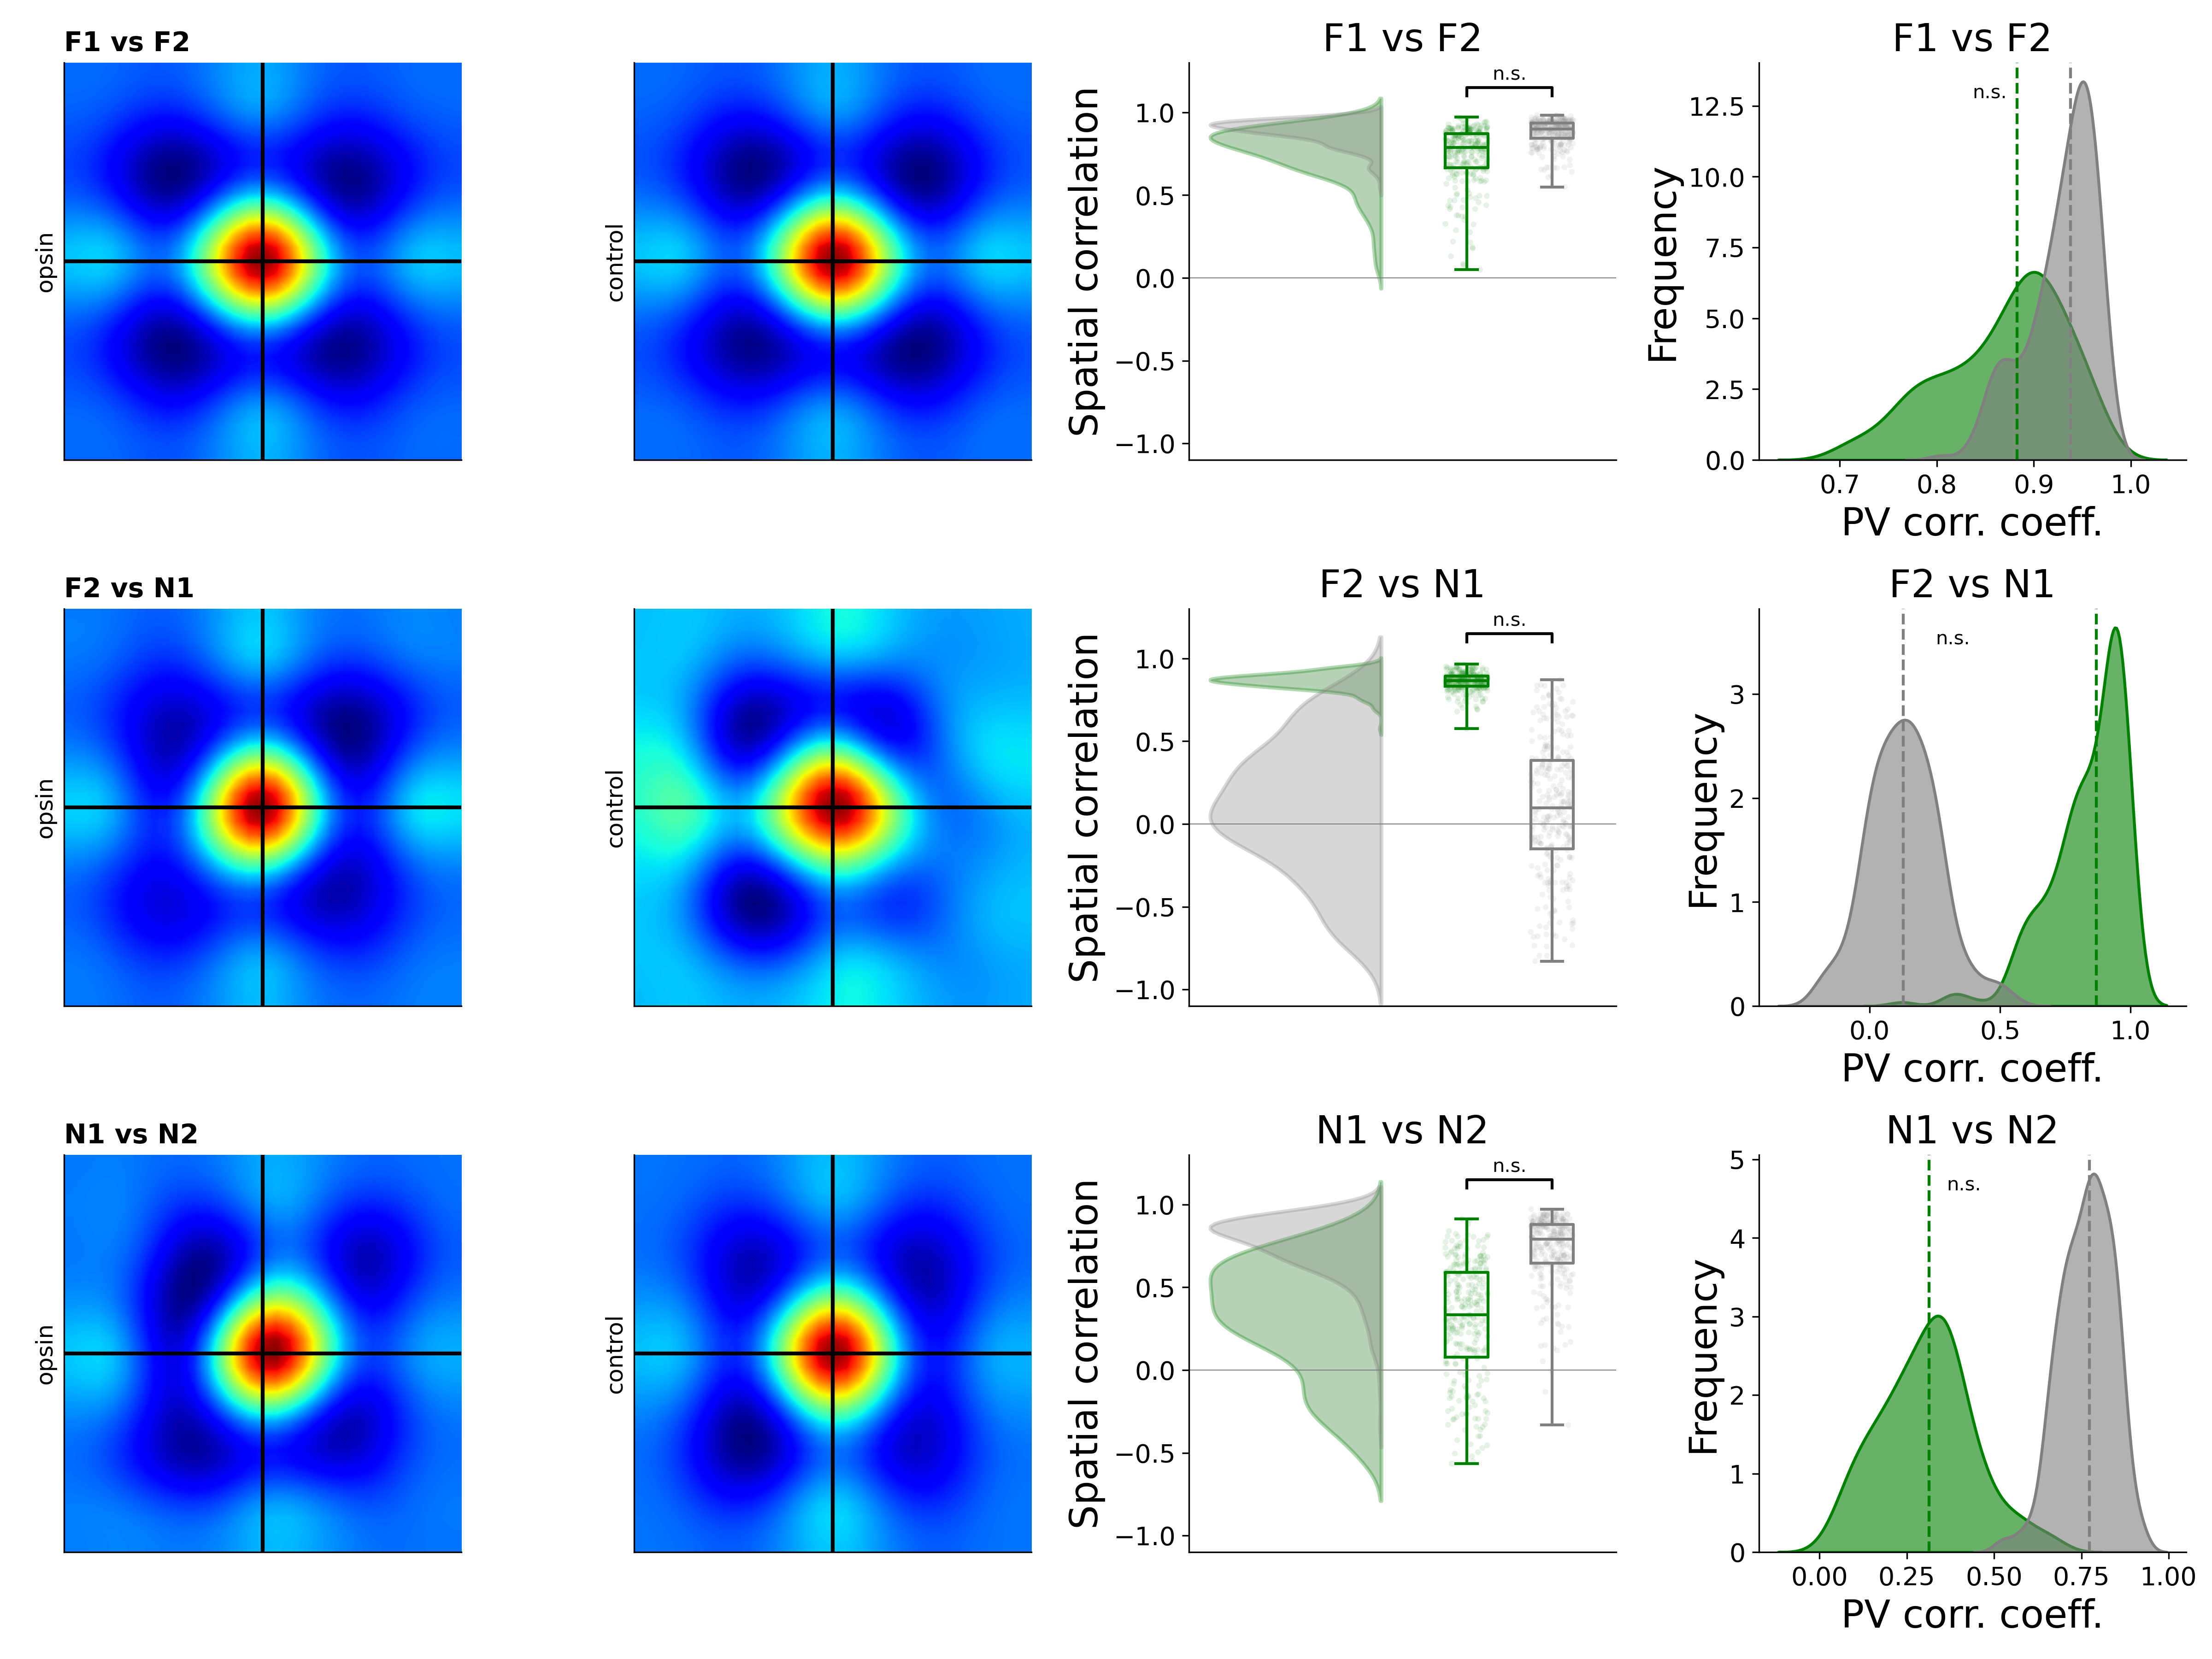 F1 vs F2
opsin
control
F1 vs F2
n.s.
Spatial correlation
1.0
0.5
0.0
−0.5
−1.0
F1 vs F2
n.s.
Frequency
12.5
10.0
7.5
5.0
2.5
0.0
0.7 0.8 0.9 1.0
PV corr. coeff.
F2 vs N1
opsin
control
F2 vs N1
n.s.
Spatial correlation
1.0
0.5
0.0
−0.5
−1.0
F2 vs N1
n.s.
Frequency
3
2
1
0
0.0 0.5 1.0
PV corr. coeff.
N1 vs N2
opsin
control
N1 vs N2
n.s.
Spatial correlation
1.0
0.5
0.0
−0.5
−1.0
N1 vs N2
n.s.
Frequency
5
4
3
2
1
0
0.00 0.25 0.50 0.75 1.00
PV corr. coeff.